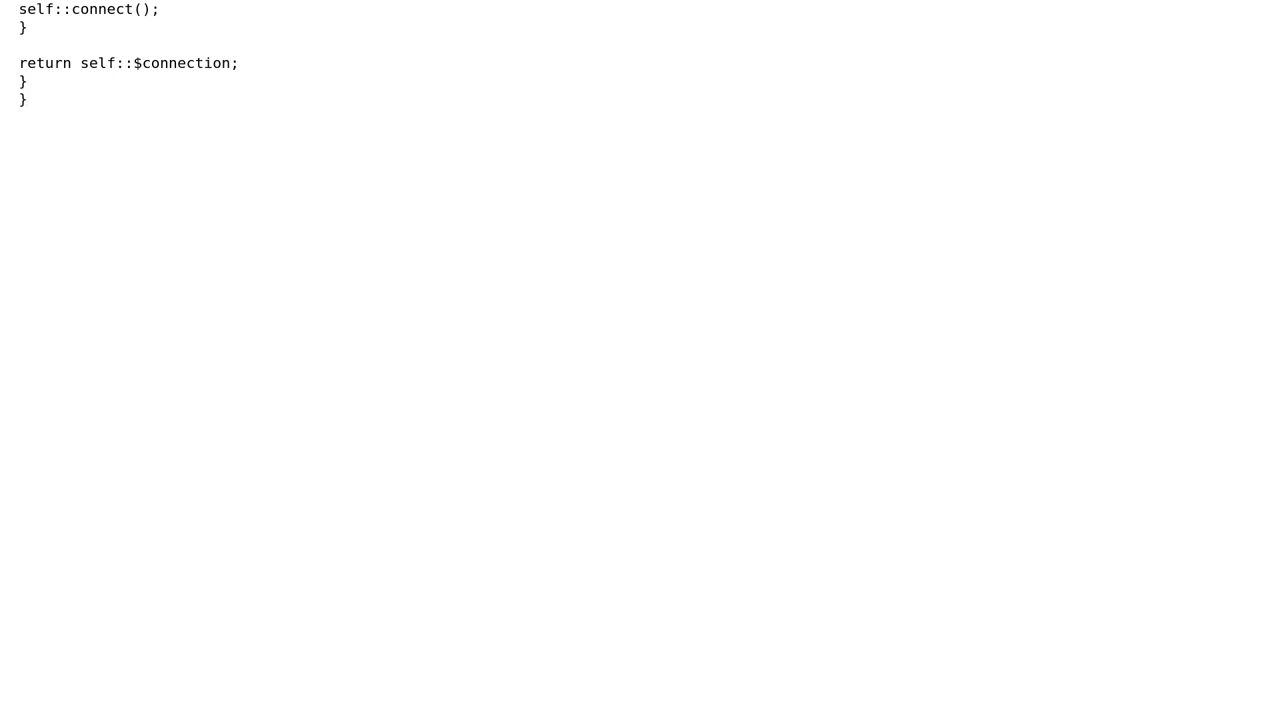 self::connect();
}

return self::$connection;
}
}